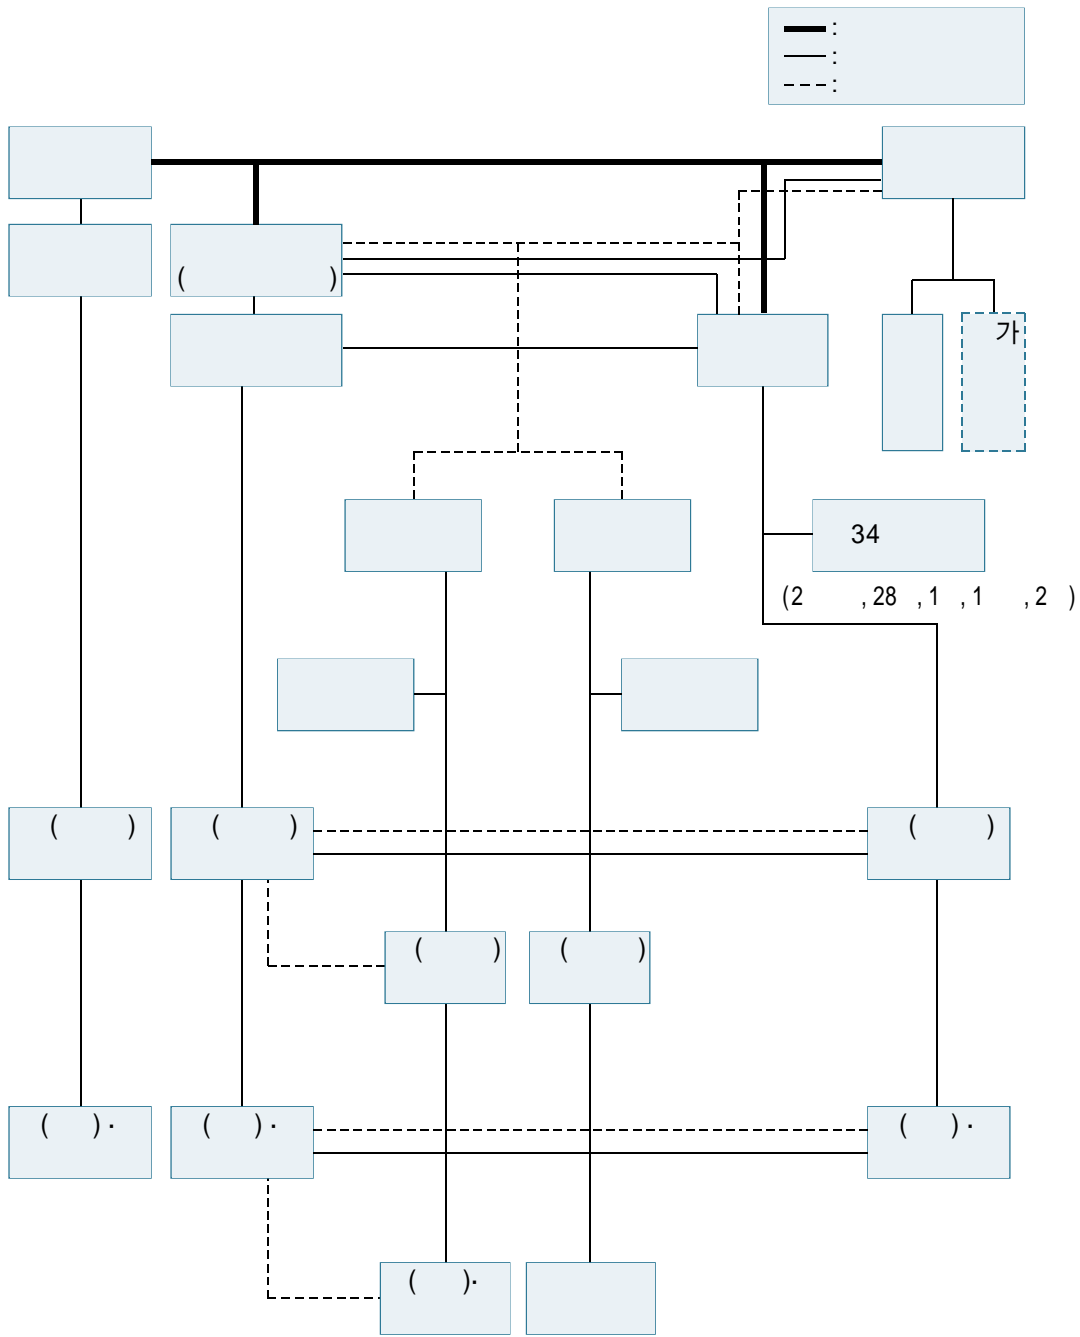 :
:
:
( )
가
34
(2 ,28 ,1 ,1 ,2 )
( ) ( ) ( )
( ) ( )
( )· ( )· ( )·
( )·